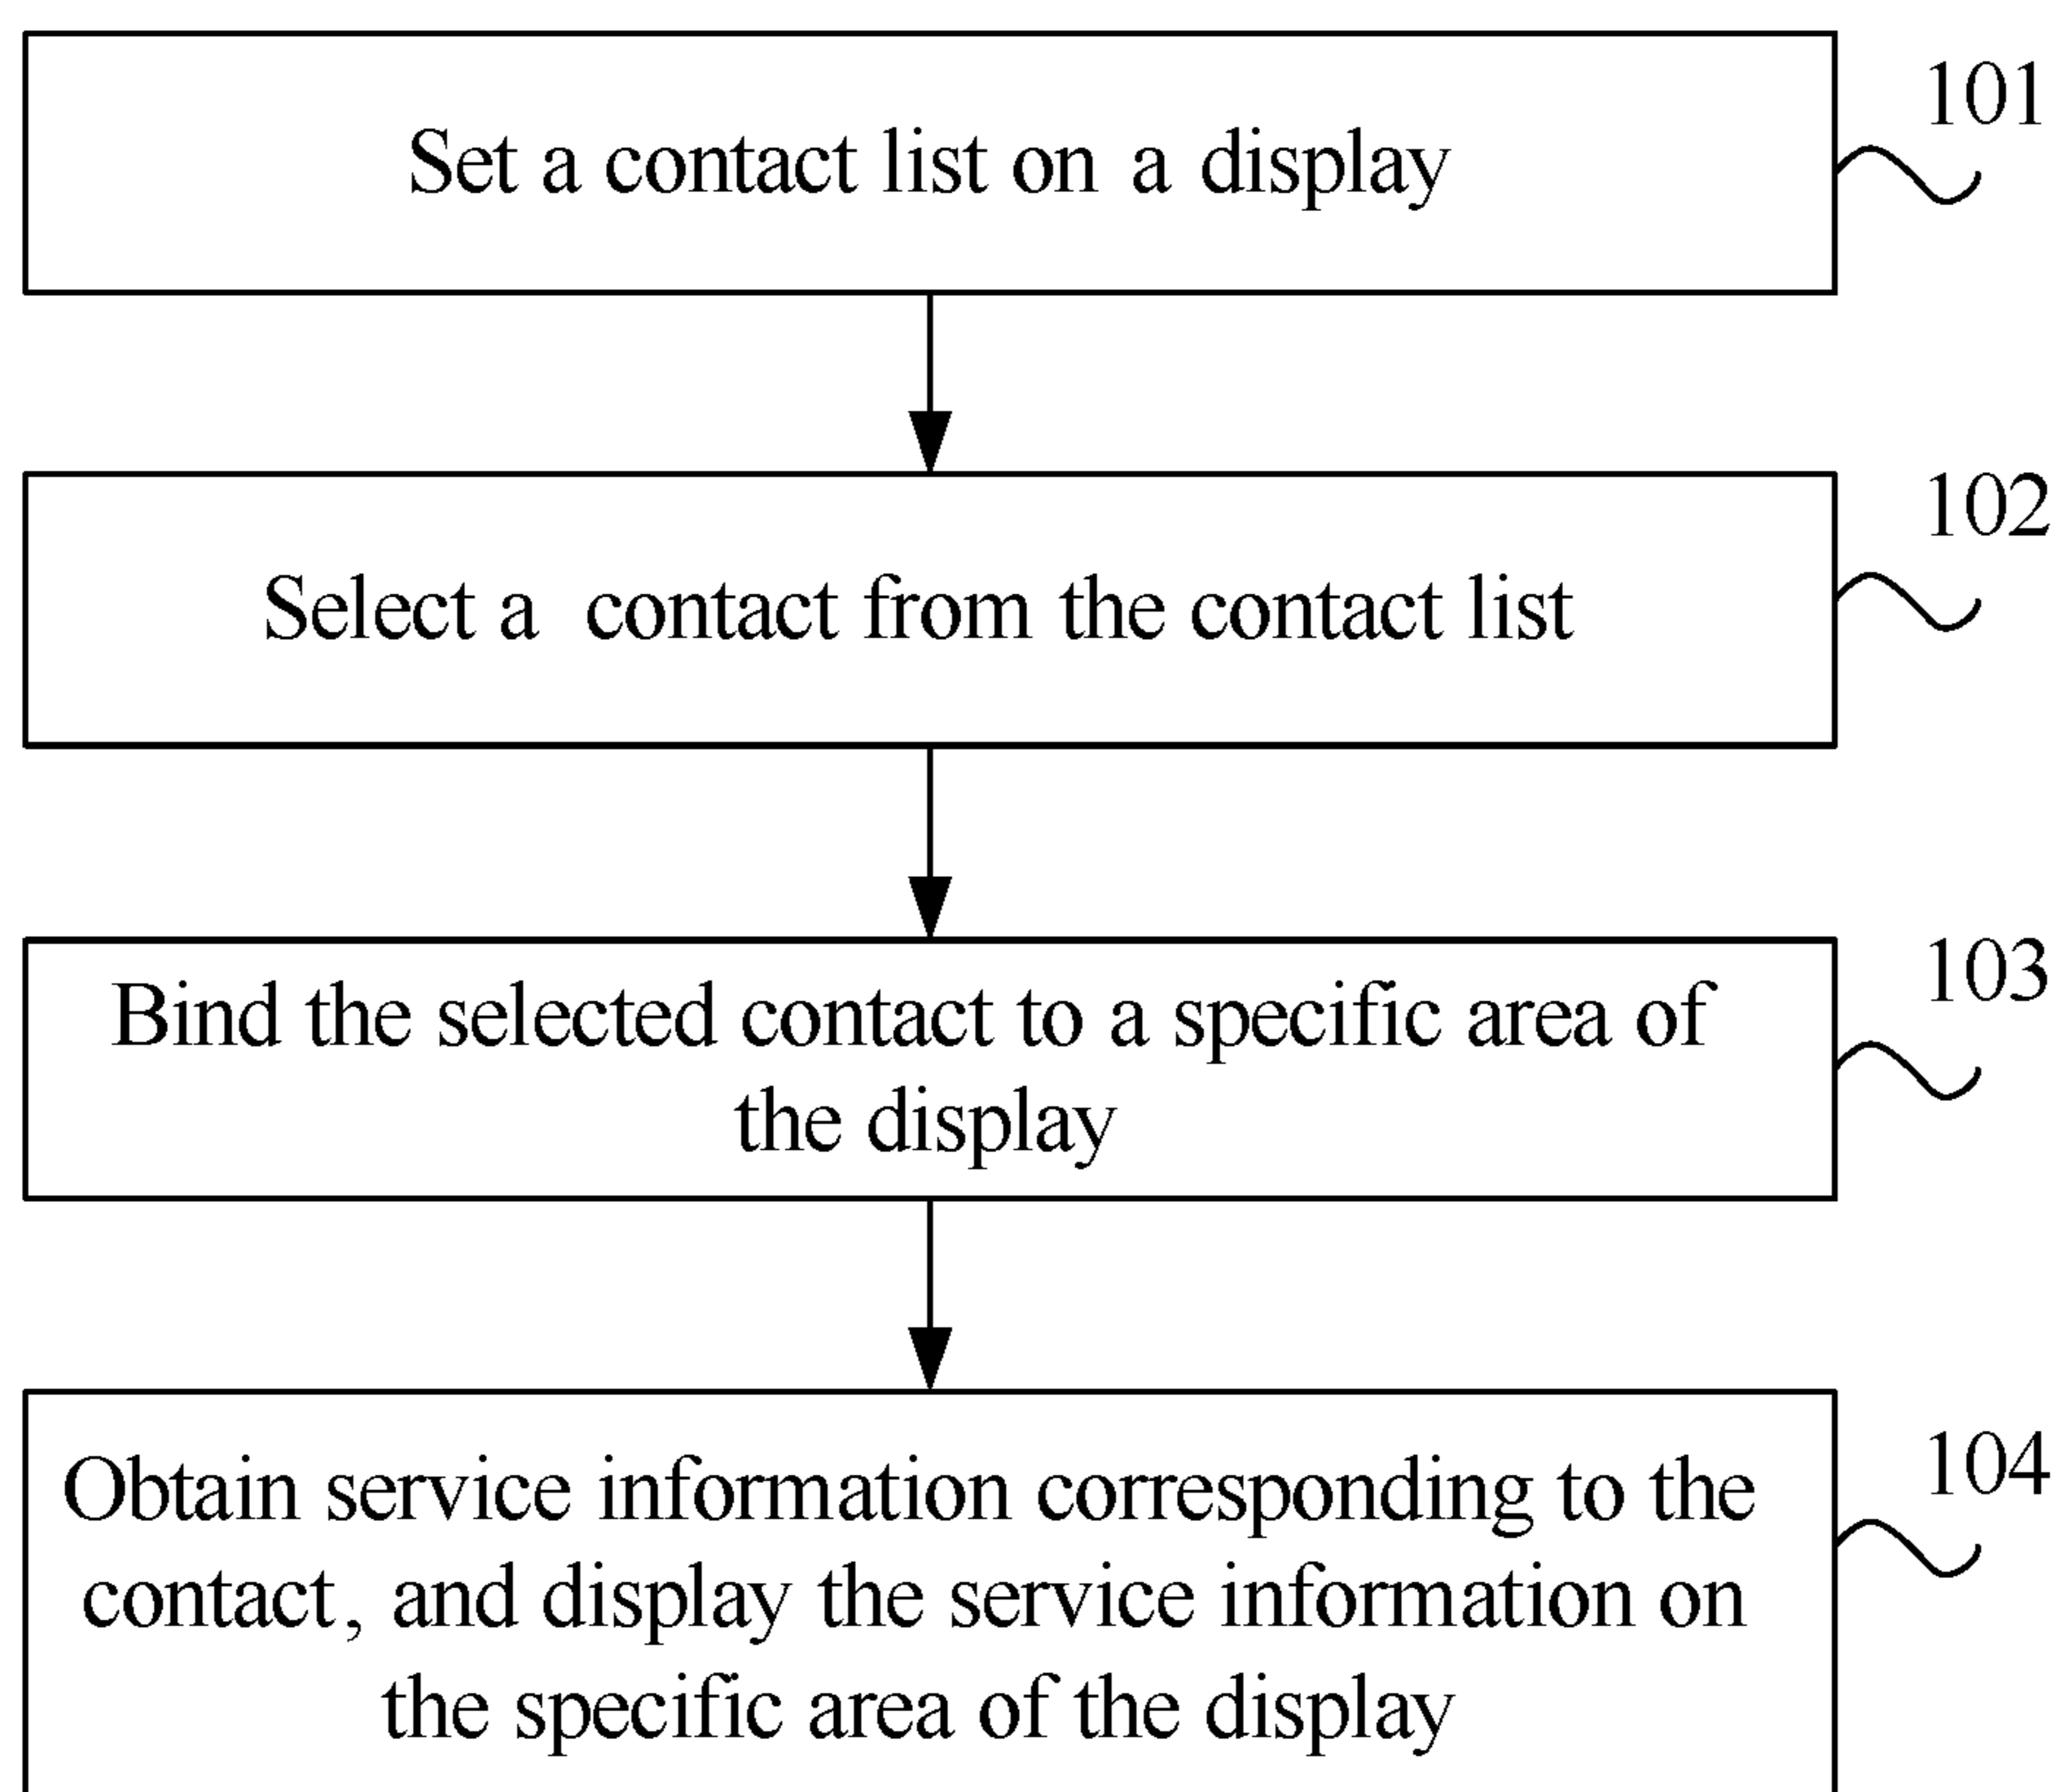 101
Set a contact list on a display
102
Select a contact from the contact list
103
Bind the selected contact to a specific area of
the display
104
Obtain service information corresponding to the
contact, and display the service information on
the specific area of the display